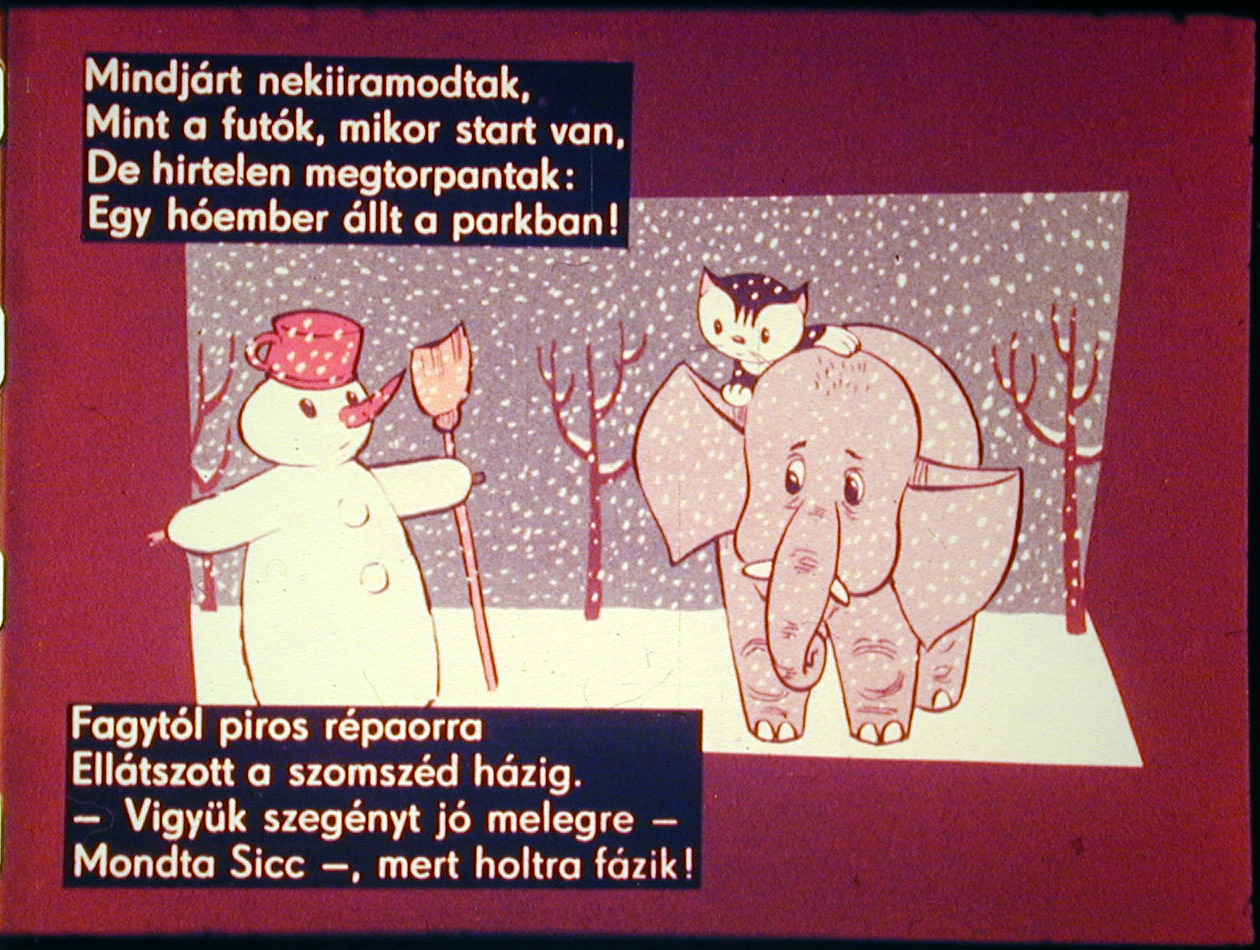 Mindjárt nekiiramodtak,
Mint a futók, mikor start van,
De hirtelen megtorpantak:
Egy hóember állt a parkban!
Fagytól piros répaorra
Ellátszott a szomszéd házig.
– Vigyük szegényt jó melegre –
Mondta Sicc –, mert holtra fázik!